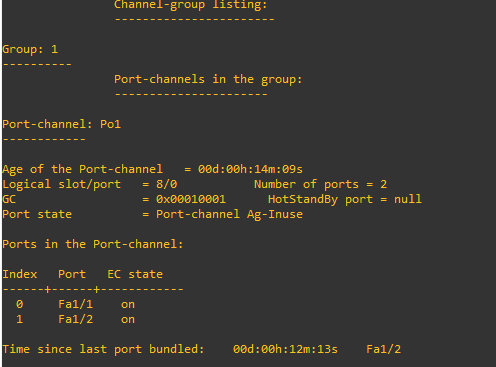 Channel-group listing:
-----------------------
Group: 1
----------
Port-channels in the group:
----------------------
Port-channel: Po1
------------
Age of the Port-channel   = 00d:00h:14m:09s
Logical slot/port   = 8/0           Number of ports = 2
GC                  = 0x00010001      HotStandBy port = null
Port state          = Port-channel Ag-Inuse
Ports in the Port-channel:
Index   Port   EC state
------+------+------------
  0     Fa1/1    on
  1     Fa1/2    on
Time since last port bundled:    00d:00h:12m:13s    Fa1/2